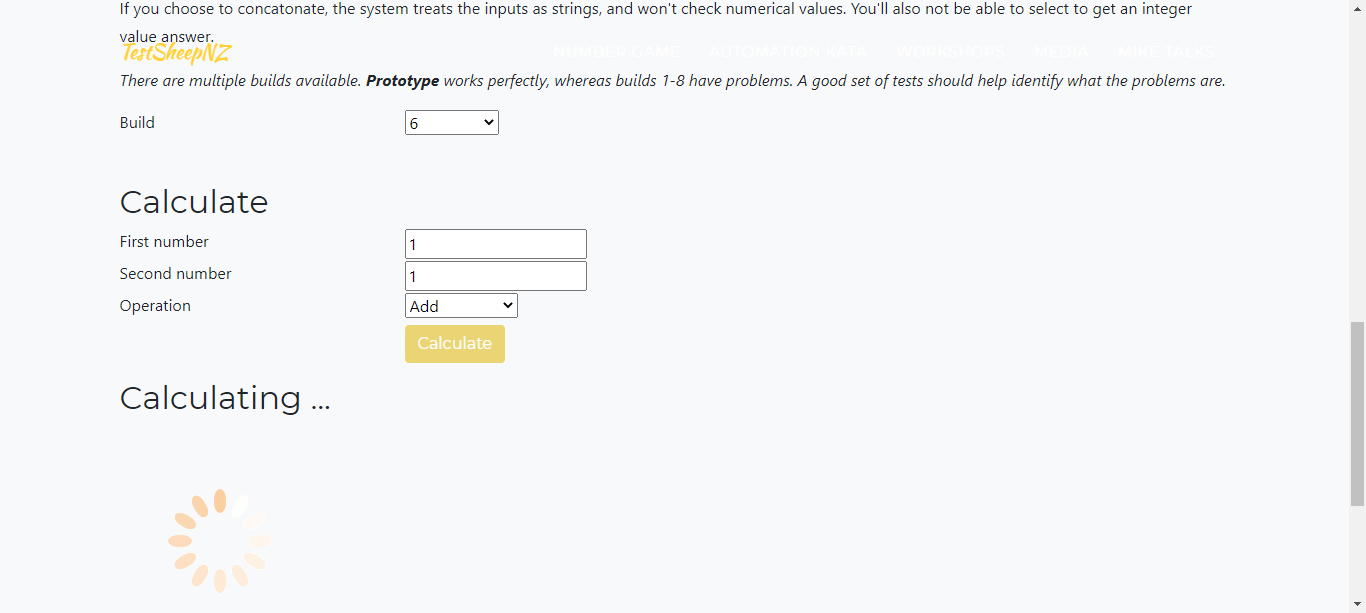 If you choose to concatonate, the system treats the inputs as strings, and won't check numerical values. You'll also not be able to select to get an integer
value answer.
TestSheepNZ NUMBER GAME AUTOMATION KATA WORKSHOPS MEDIA MIKE TALKS
There are multiple builds available. Prototype works perfectly, whereas builds 1-8 have problems. A good set of tests should help identify what the problems are.
Build 6
Calculate
First number 1
Second number 1
Operation Add
Calculate
Calculating ...